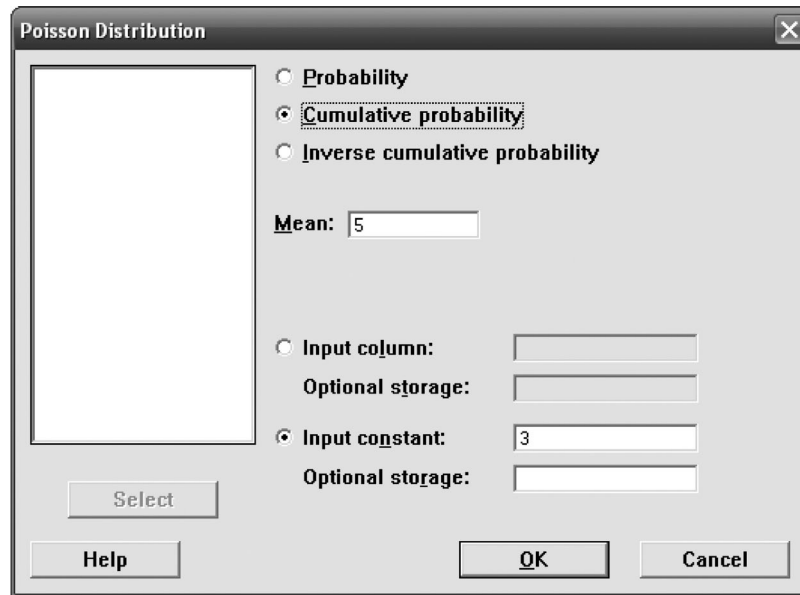 Poisson Distribution
Probability
Cumulative probability
Inverse cumulative probability
Mean: 5
Input column:
Optional storage:
Input constant: 3
Optional storage:
Select
Help
OK
Cancel